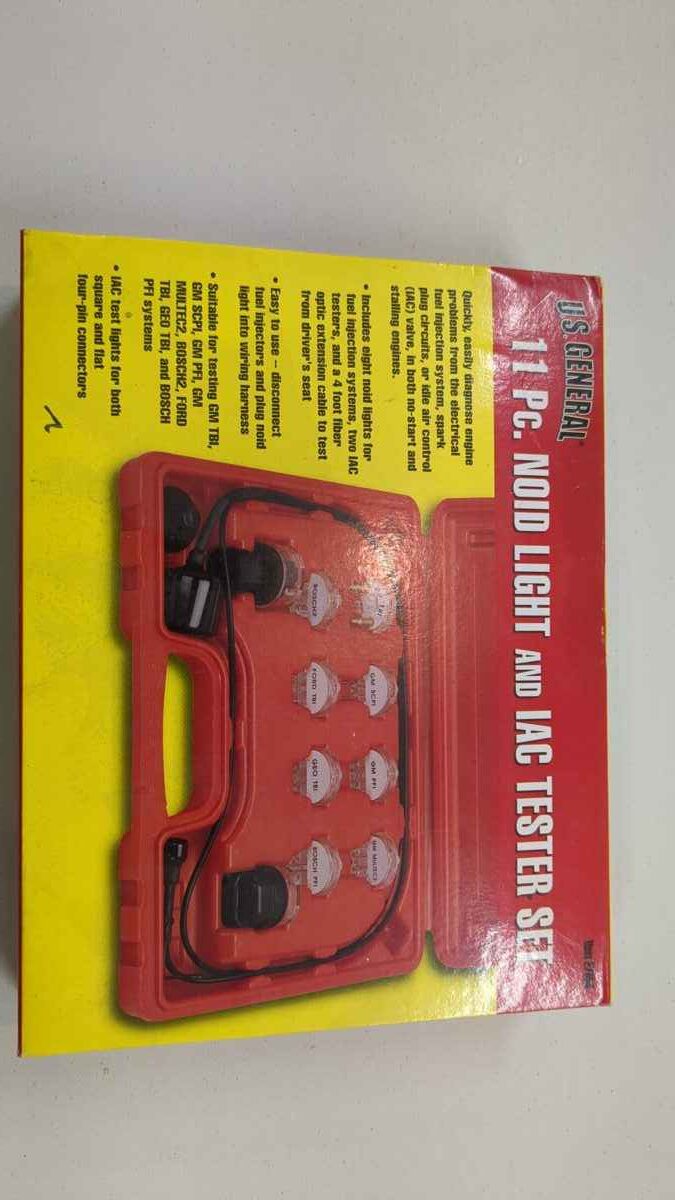 U.S. GENERAL®
11 PC. NOID LIGHT AND IAC TESTER SET
Item
Quickly, easily diagnose engine
problems from the electrical
fuel injection system, spark
plug circuits, or idle air control
(IAC) valve, in both no-start and
stalling engines.
• Includes eight noid lights for
fuel injection systems, two IAC
testers, and a 4 foot fiber
optic extension cable to test
from driver's seat
• Easy to use – disconnect
fuel injectors and plug noid
light into wiring harness
• Suitable for testing GM TBI,
GM SCPI, GM PFI, GM
MULTEC2, BOSCH2, FORD
TBI, GEO TBI, and BOSCH
PFI systems
• IAC test lights for both
square and flat
four-pin connectors
TBI
GM SCPI
GM PFI
GM MULTEC2
BOSCH2
FORD TBI
GEO TBI
BOSCH PFI